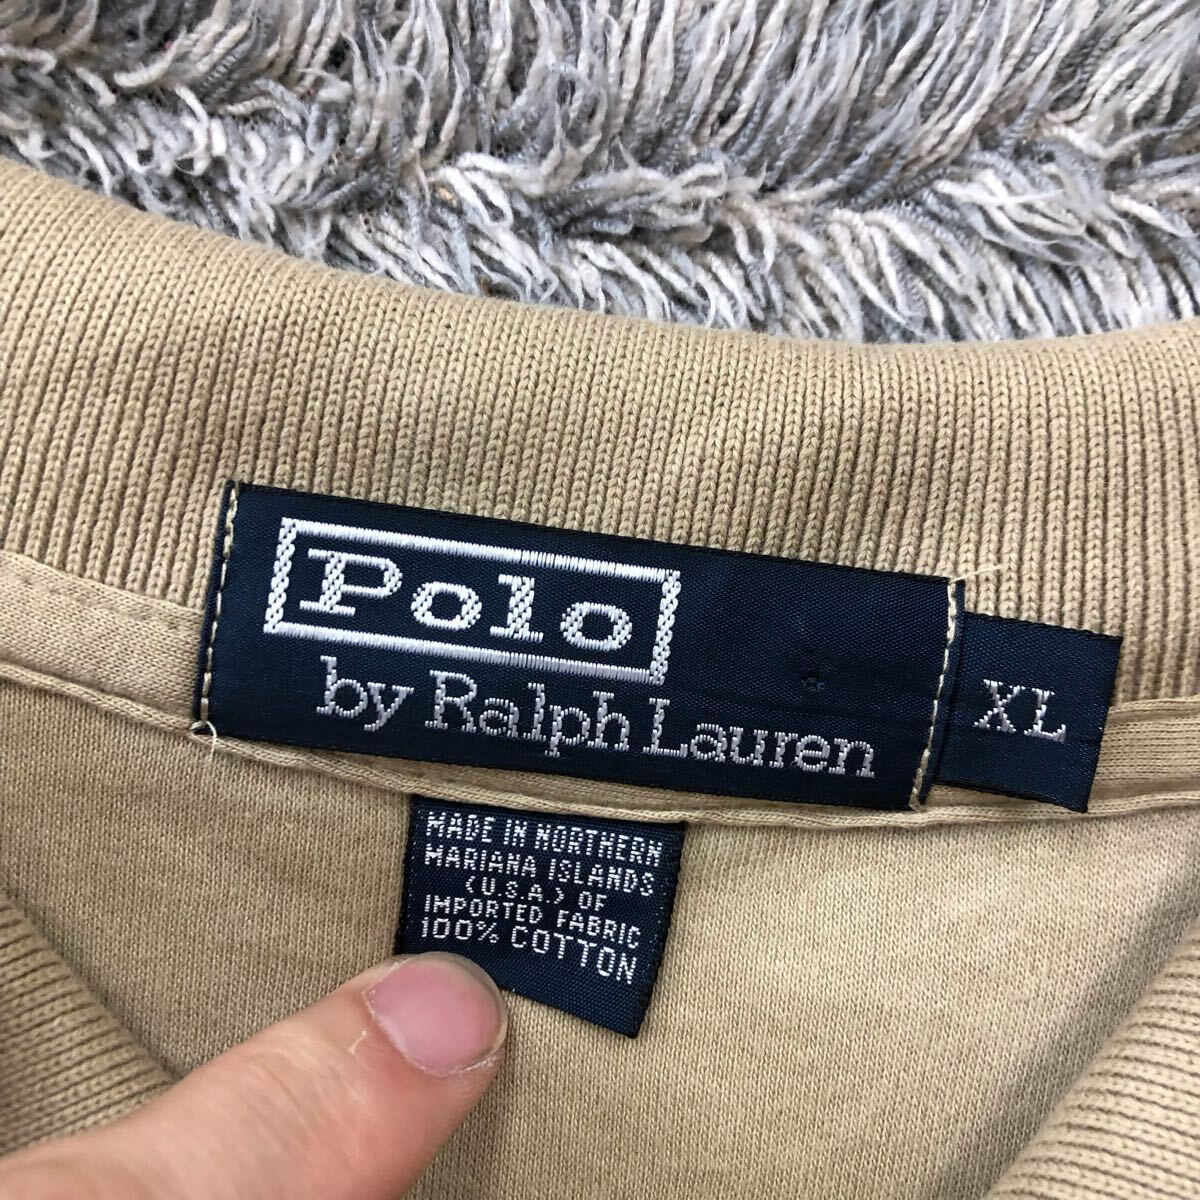 Polo
by Ralph Lauren
XL
MADE IN NORTHERN
MARIANA ISLANDS
(U.S.A.) OF
IMPORTED FABRIC
100% COTTON